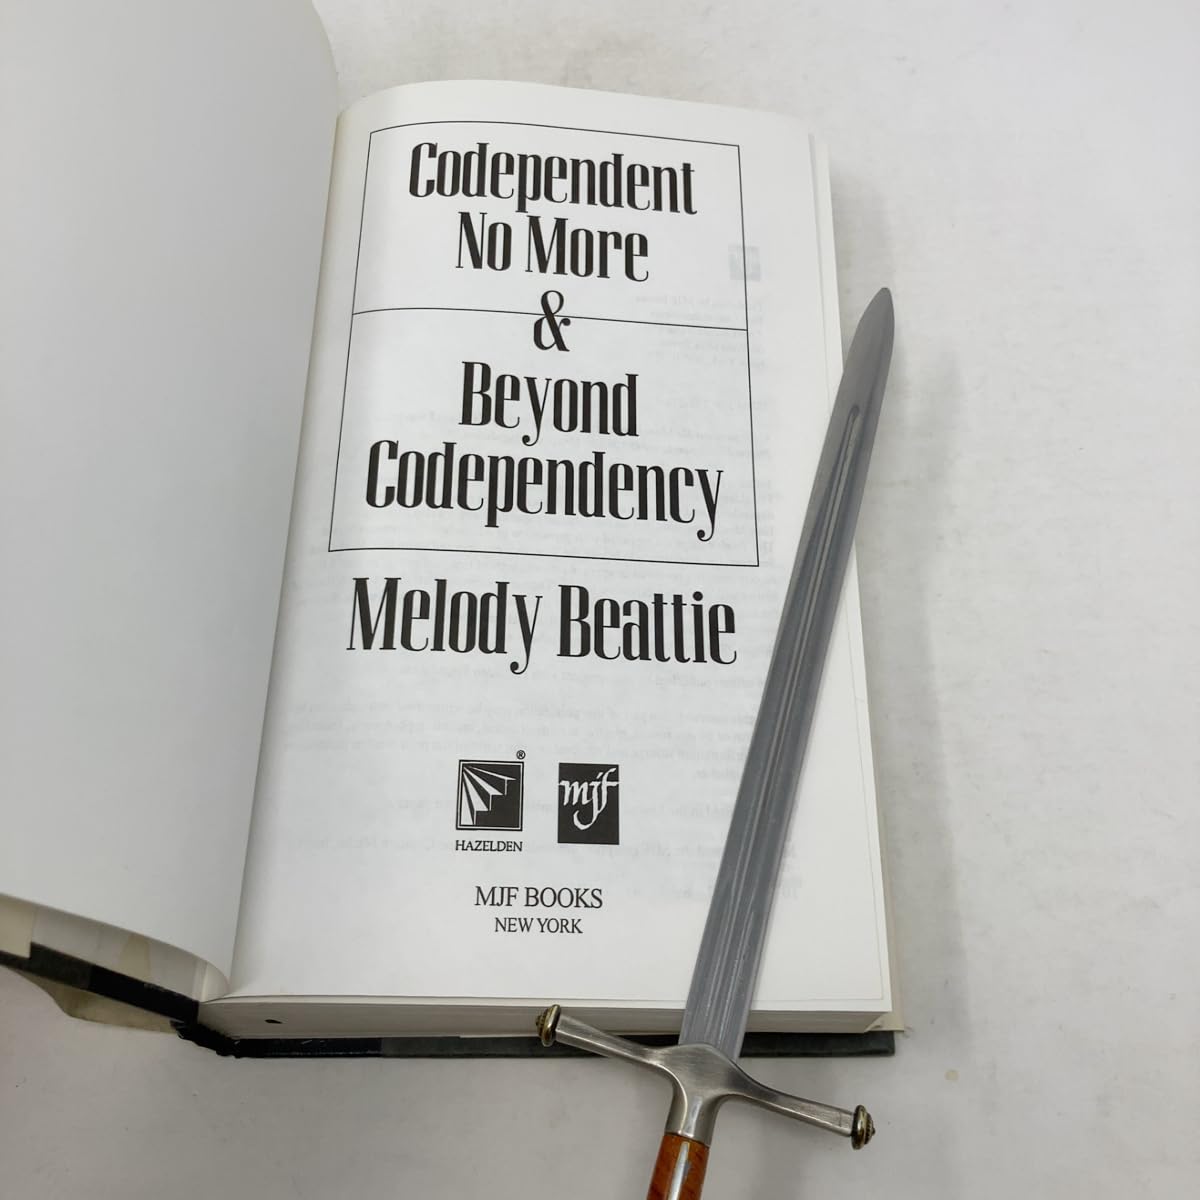 Codependent
No More
&
Beyond
Codependency
Melody Beattie
®
mjf
HAZELDEN
MJF BOOKS
NEW YORK